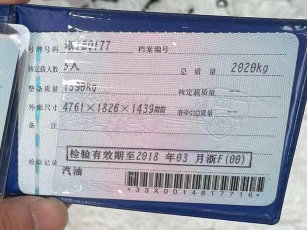 号牌号码 档案编号
核定载人数 5人 总质量 2020kg
整备质量 1590kg 核定载质量 --
外廓尺寸 4761×1826×1439mm 准牵引总质量 --
备注
检验有效期至2018年03月浙F(00)
检验记录
汽油